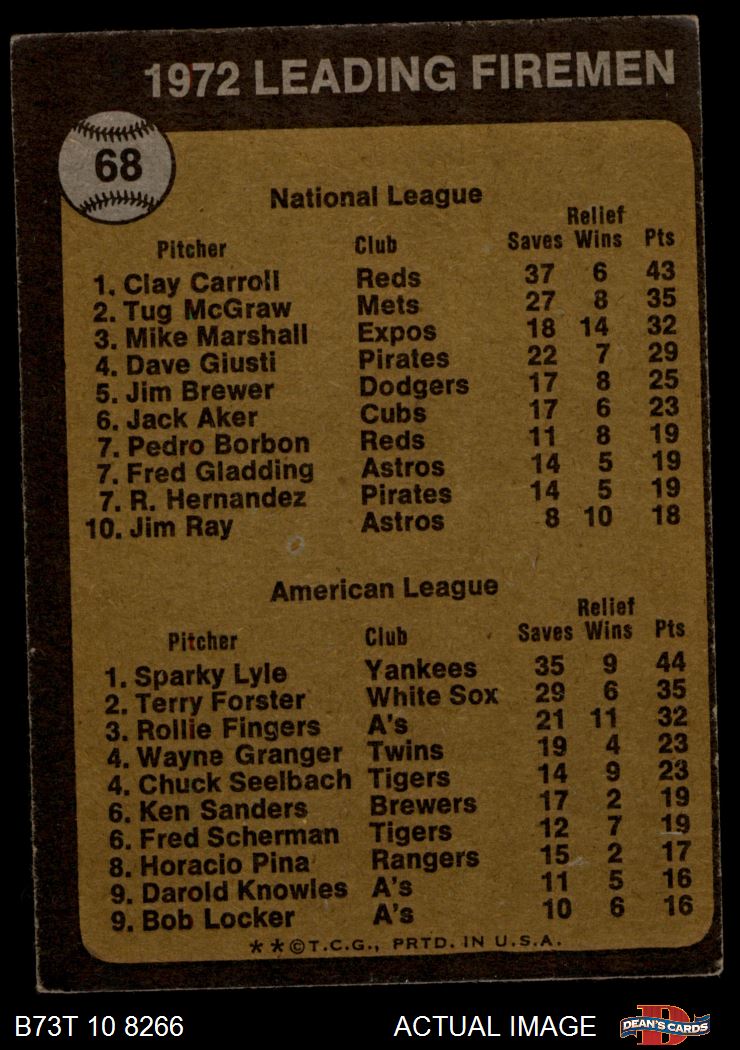 1972 LEADING FIREMEN
68
National League
Pitcher Club Saves Relief Wins Pts
1. Clay Carroll Reds 37 6 43
2. Tug McGraw Mets 27 8 35
3. Mike Marshall Expos 18 14 32
4. Dave Giusti Pirates 22 7 29
5. Jim Brewer Dodgers 17 8 25
6. Jack Aker Cubs 17 6 23
7. Pedro Borbon Reds 11 8 19
7. Fred Gladding Astros 14 5 19
7. R. Hernandez Pirates 14 5 19
10. Jim Ray Astros 8 10 18
American League
Pitcher Club Saves Relief Wins Pts
1. Sparky Lyle Yankees 35 9 44
2. Terry Forster White Sox 29 6 35
3. Rollie Fingers A's 21 11 32
4. Wayne Granger Twins 19 4 23
4. Chuck Seelbach Tigers 14 9 23
6. Ken Sanders Brewers 17 2 19
6. Fred Scherman Tigers 12 7 19
8. Horacio Pina Rangers 15 2 17
9. Darold Knowles A's 11 5 16
9. Bob Locker A's 10 6 16
**©T.C.G., PRTD. IN U.S.A.
B73T 10 8266 ACTUAL IMAGE D DEAN'S CARDS